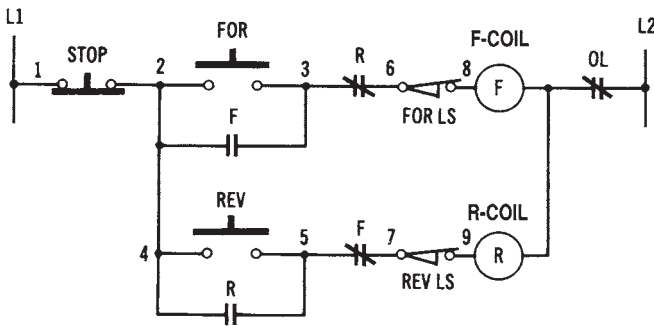 L1
L2
STOP
FOR
F-COIL
OL
1
2
3
R
6
8
F
FOR LS
F
REV
R-COIL
4
5
F
7
9
R
REV LS
R